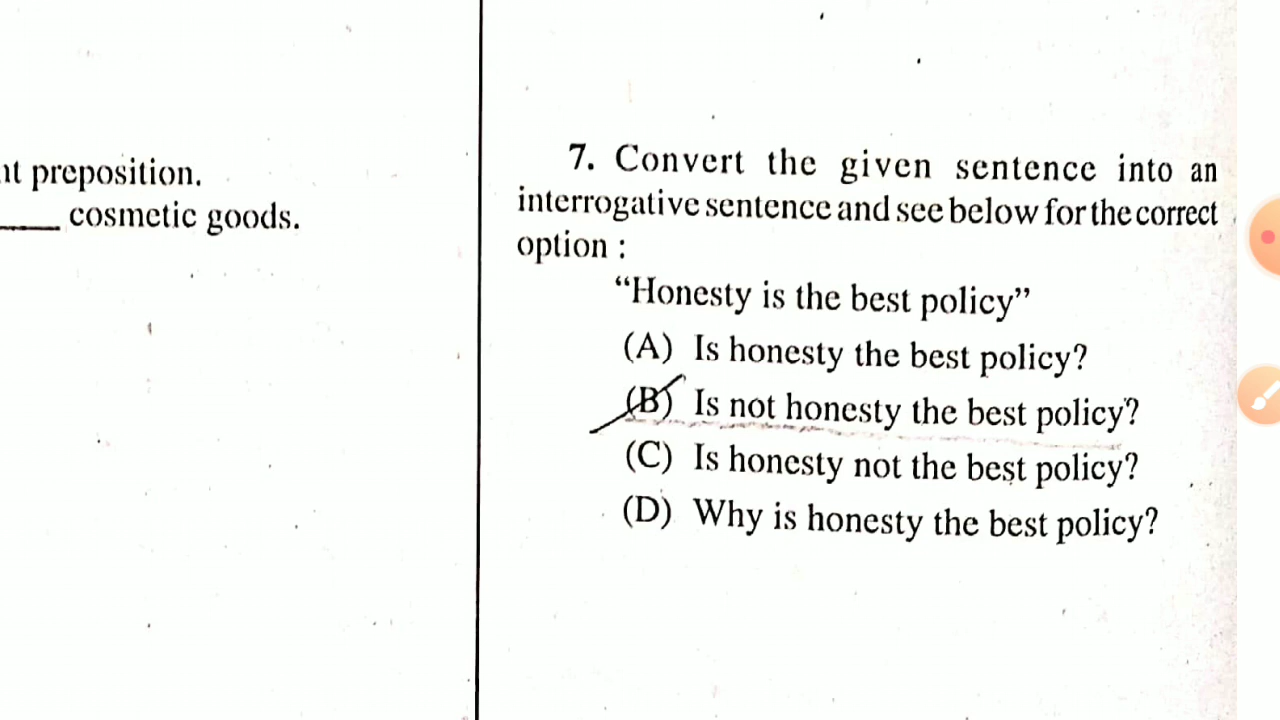 nt preposition.
____ cosmetic goods.
7. Convert the given sentence into an
interrogative sentence and see below for the correct
option :
“Honesty is the best policy”
(A) Is honesty the best policy?
(B) Is not honesty the best policy?
(C) Is honesty not the best policy?
(D) Why is honesty the best policy?